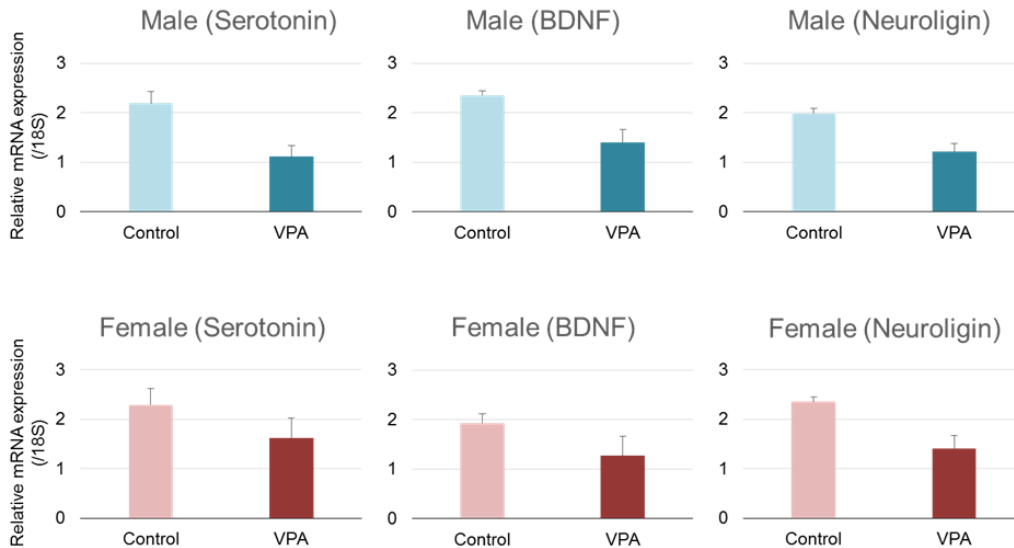 Male (Serotonin)
Male (BDNF)
Male (Neuroligin)
Relative mRNA expression
(/18S)
3
2
1
0
Control
VPA
3
2
1
0
Control
VPA
3
2
1
0
Control
VPA
Female (Serotonin)
Female (BDNF)
Female (Neuroligin)
Relative mRNA expression
(/18S)
3
2
1
0
Control
VPA
3
2
1
0
Control
VPA
3
2
1
0
Control
VPA